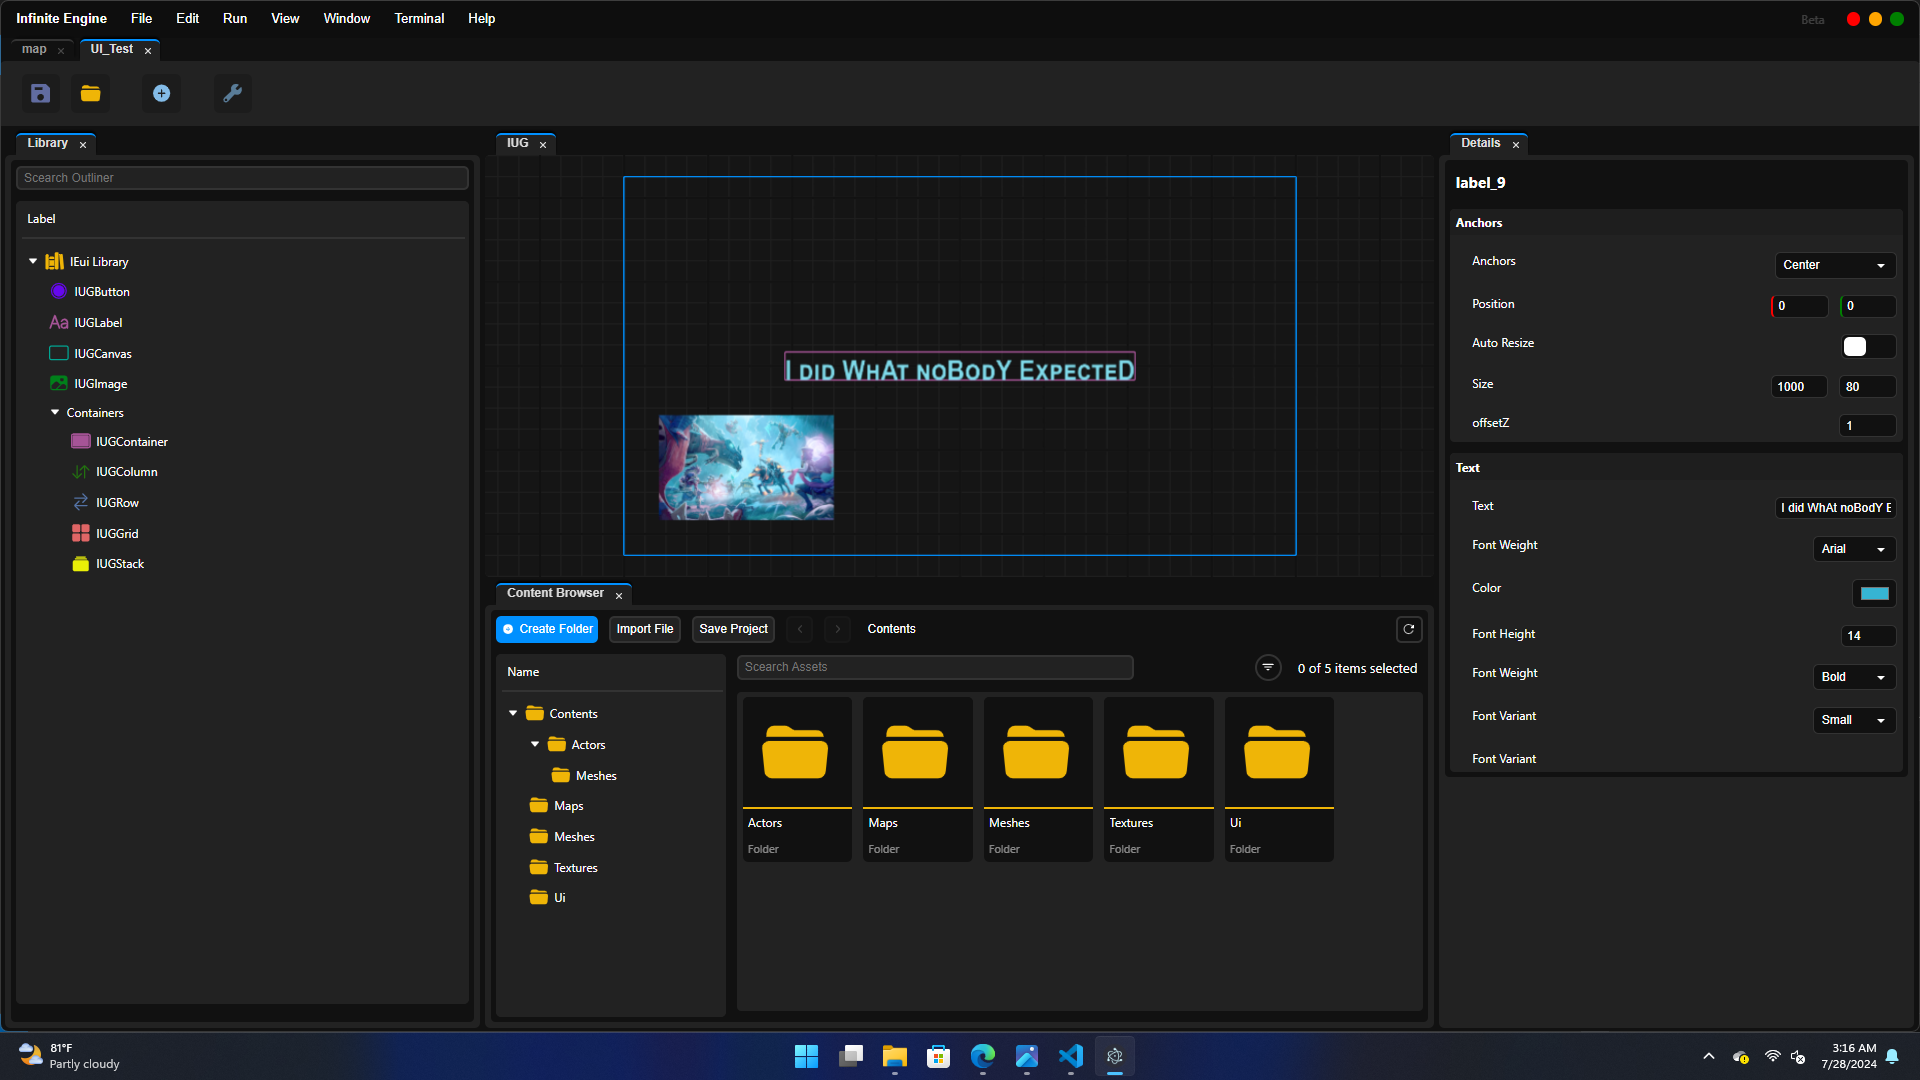 Infinite Engine File Edit Run View Window Terminal Help Beta
map UI_Test
Library
Scearch Outliner
Label
IEui Library
IUGButton
Aa IUGLabel
IUGCanvas
IUGImage
Containers
IUGContainer
IUGColumn
IUGRow
IUGGrid
IUGStack
IUG
I did WhAt noBodY ExpecteD
Content Browser
Create Folder Import File Save Project Contents
Name
Contents
Actors
Meshes
Maps
Meshes
Textures
Ui
Scearch Assets
0 of 5 items selected
Actors
Folder
Maps
Folder
Meshes
Folder
Textures
Folder
Ui
Folder
Details
label_9
Anchors
Anchors Center
Position 0 0
Auto Resize
Size 1000 80
offsetZ 1
Text
Text I did WhAt noBodY E
Font Weight Arial
Color
Font Height 14
Font Weight Bold
Font Variant Small
Font Variant
81°F
Partly cloudy
3:16 AM
7/28/2024